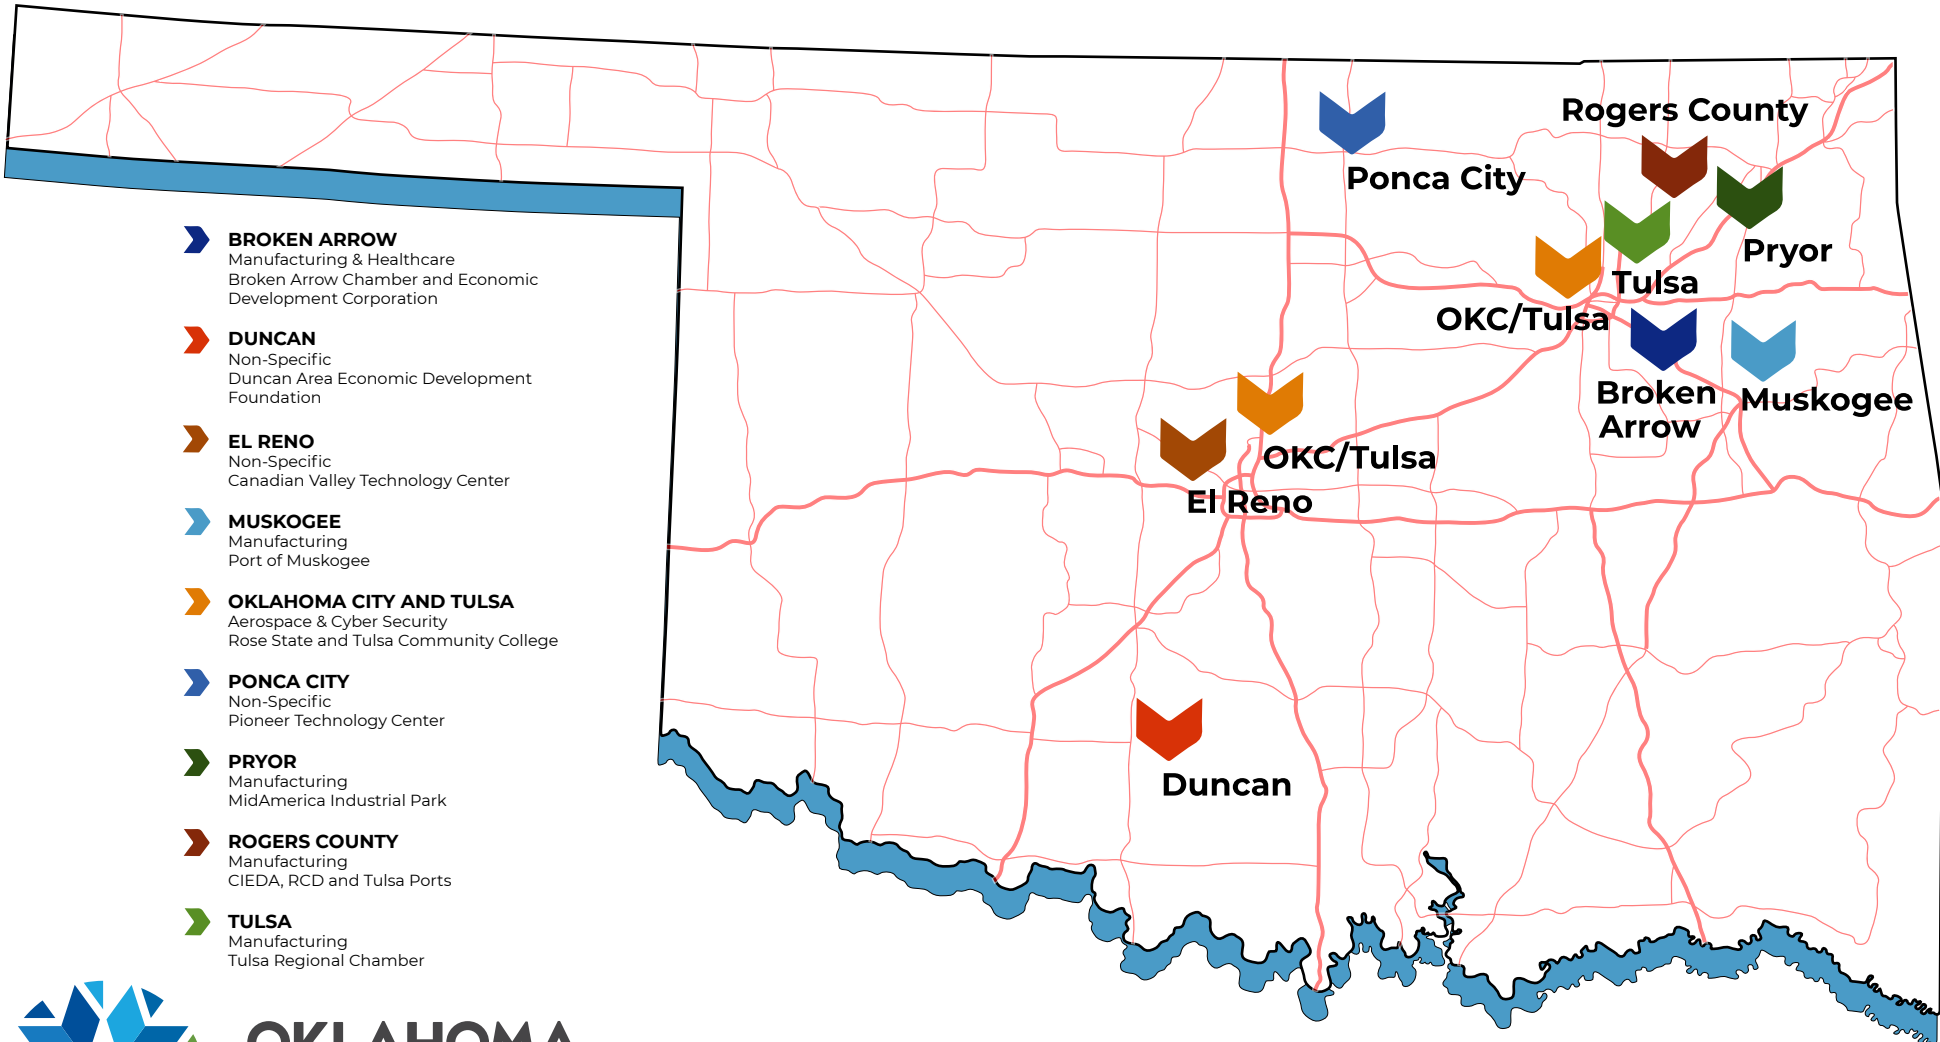 Rogers County
Ponca City
Pryor
Tulsa
OKC/Tulsa
Broken
Arrow
Muskogee
OKC/Tulsa
El Reno
Duncan
BROKEN ARROW
Manufacturing & Healthcare
Broken Arrow Chamber and Economic
Development Corporation
DUNCAN
Non-Specific
Duncan Area Economic Development
Foundation
EL RENO
Non-Specific
Canadian Valley Technology Center
MUSKOGEE
Manufacturing
Port of Muskogee
OKLAHOMA CITY AND TULSA
Aerospace & Cyber Security
Rose State and Tulsa Community College
PONCA CITY
Non-Specific
Pioneer Technology Center
PRYOR
Manufacturing
MidAmerica Industrial Park
ROGERS COUNTY
Manufacturing
CIEDA, RCD and Tulsa Ports
TULSA
Manufacturing
Tulsa Regional Chamber
OKLAHOMA